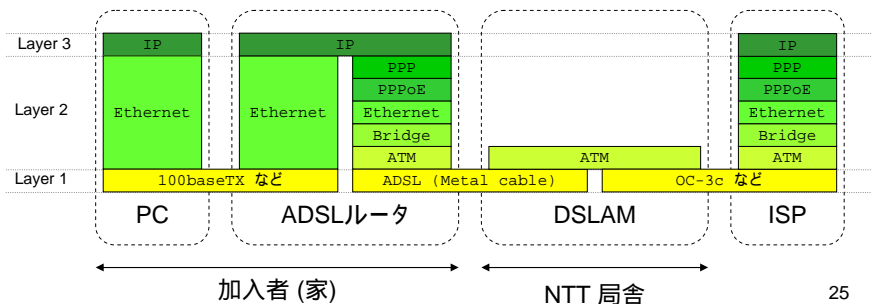 Layer 3
IP
IP
IP
PPP
PPP
PPPoE
PPPoE
Layer 2
Ethernet
Ethernet
Ethernet
Ethernet
Bridge
Bridge
ATM
ATM
ATM
Layer 1
100baseTX など
ADSL (Metal cable)
OC-3c など
PC
ADSLルータ
DSLAM
ISP
加入者 (家)
NTT 局舎
25